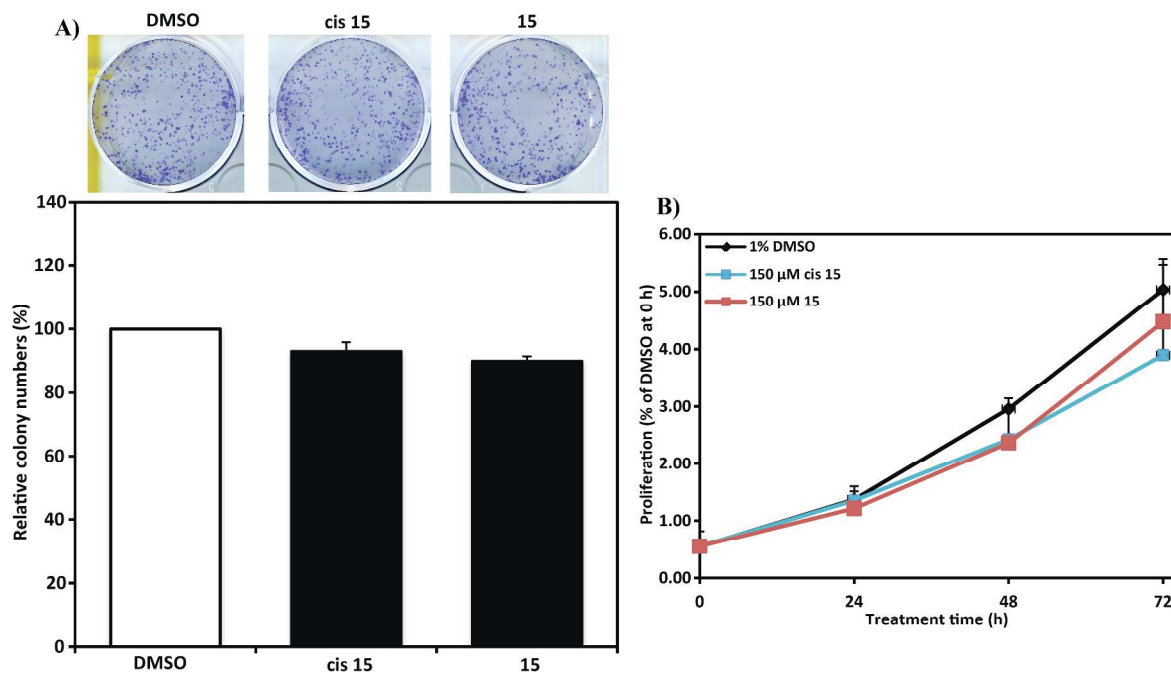 A)
DMSO
cis 15
15
140
120
100
80
60
40
20
0
Relative colony numbers (%)
DMSO
cis 15
15
B)
6.00
5.00
4.00
3.00
2.00
1.00
0.00
Proliferation (% of DMSO at 0 h)
1% DMSO
150 μM cis 15
150 μM 15
0
24
48
72
Treatment time (h)